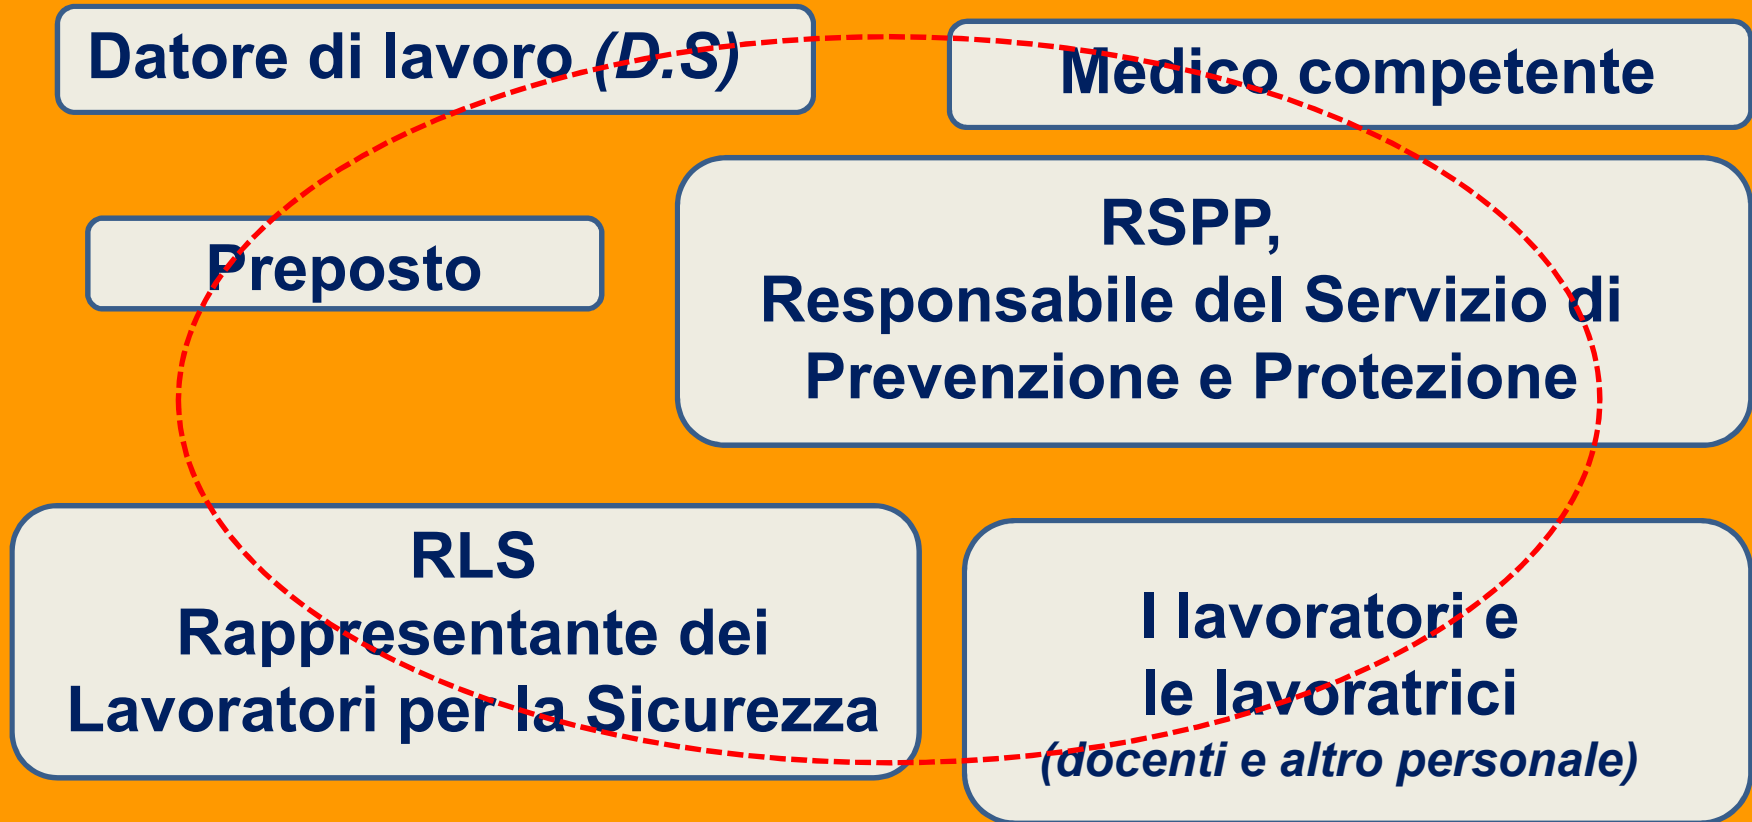 Datore di lavoro (D.S)
Medico competente
Preposto
RSPP,
Responsabile del Servizio di
Prevenzione e Protezione
RLS
Rappresentante dei
Lavoratori per la Sicurezza
I lavoratori e
le lavoratrici
(docenti e altro personale)